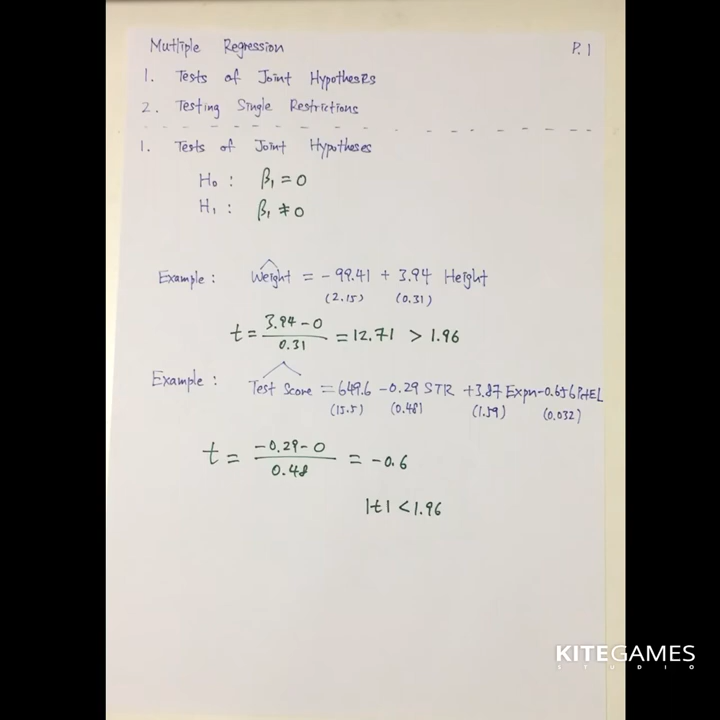 Mutliple Regression P.1
1. Tests of Joint Hypotheses
2. Testing Single Restrictions
1. Tests of Joint Hypotheses
H₀ : β₁ = 0
H₁ : β₁ ≠ 0
Example : Weight = -99.41 + 3.94 Height
(2.15) (0.31)
t = 3.94 - 0 / 0.31 = 12.71 > 1.96
Example : Test Score = 649.6 - 0.29 STR + 3.87 Expn - 0.656 PctEL
(15.5) (0.48) (1.59) (0.032)
t = -0.29 - 0 / 0.48 = -0.6
|t| < 1.96
KITEGAMES
STUDIO